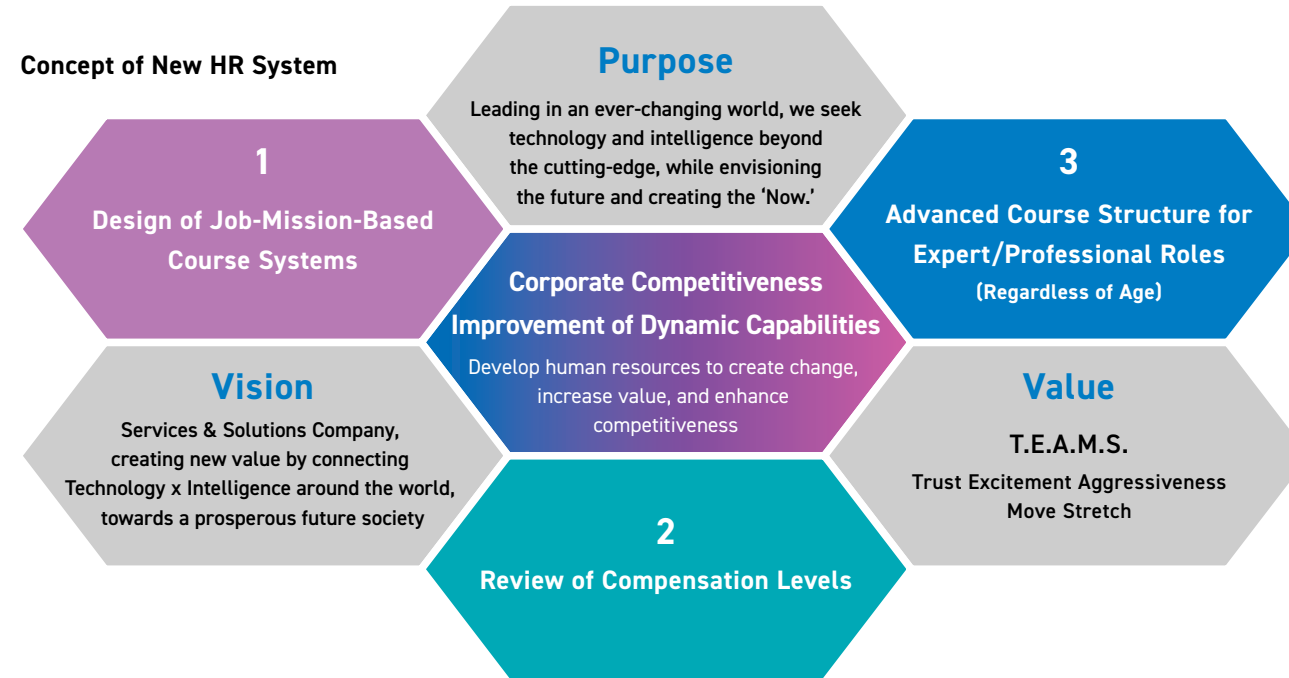 Concept of New HR System
Purpose
Leading in an ever-changing world, we seek
technology and intelligence beyond
the cutting-edge, while envisioning
the future and creating the ‘Now.’
1
Design of Job-Mission-Based
Course Systems
3
Advanced Course Structure for
Expert/Professional Roles
(Regardless of Age)
Corporate Competitiveness
Improvement of Dynamic Capabilities
Develop human resources to create change,
increase value, and enhance
competitiveness
Vision
Services & Solutions Company,
creating new value by connecting
Technology x Intelligence around the world,
towards a prosperous future society
Value
T.E.A.M.S.
Trust Excitement Aggressiveness
Move Stretch
2
Review of Compensation Levels